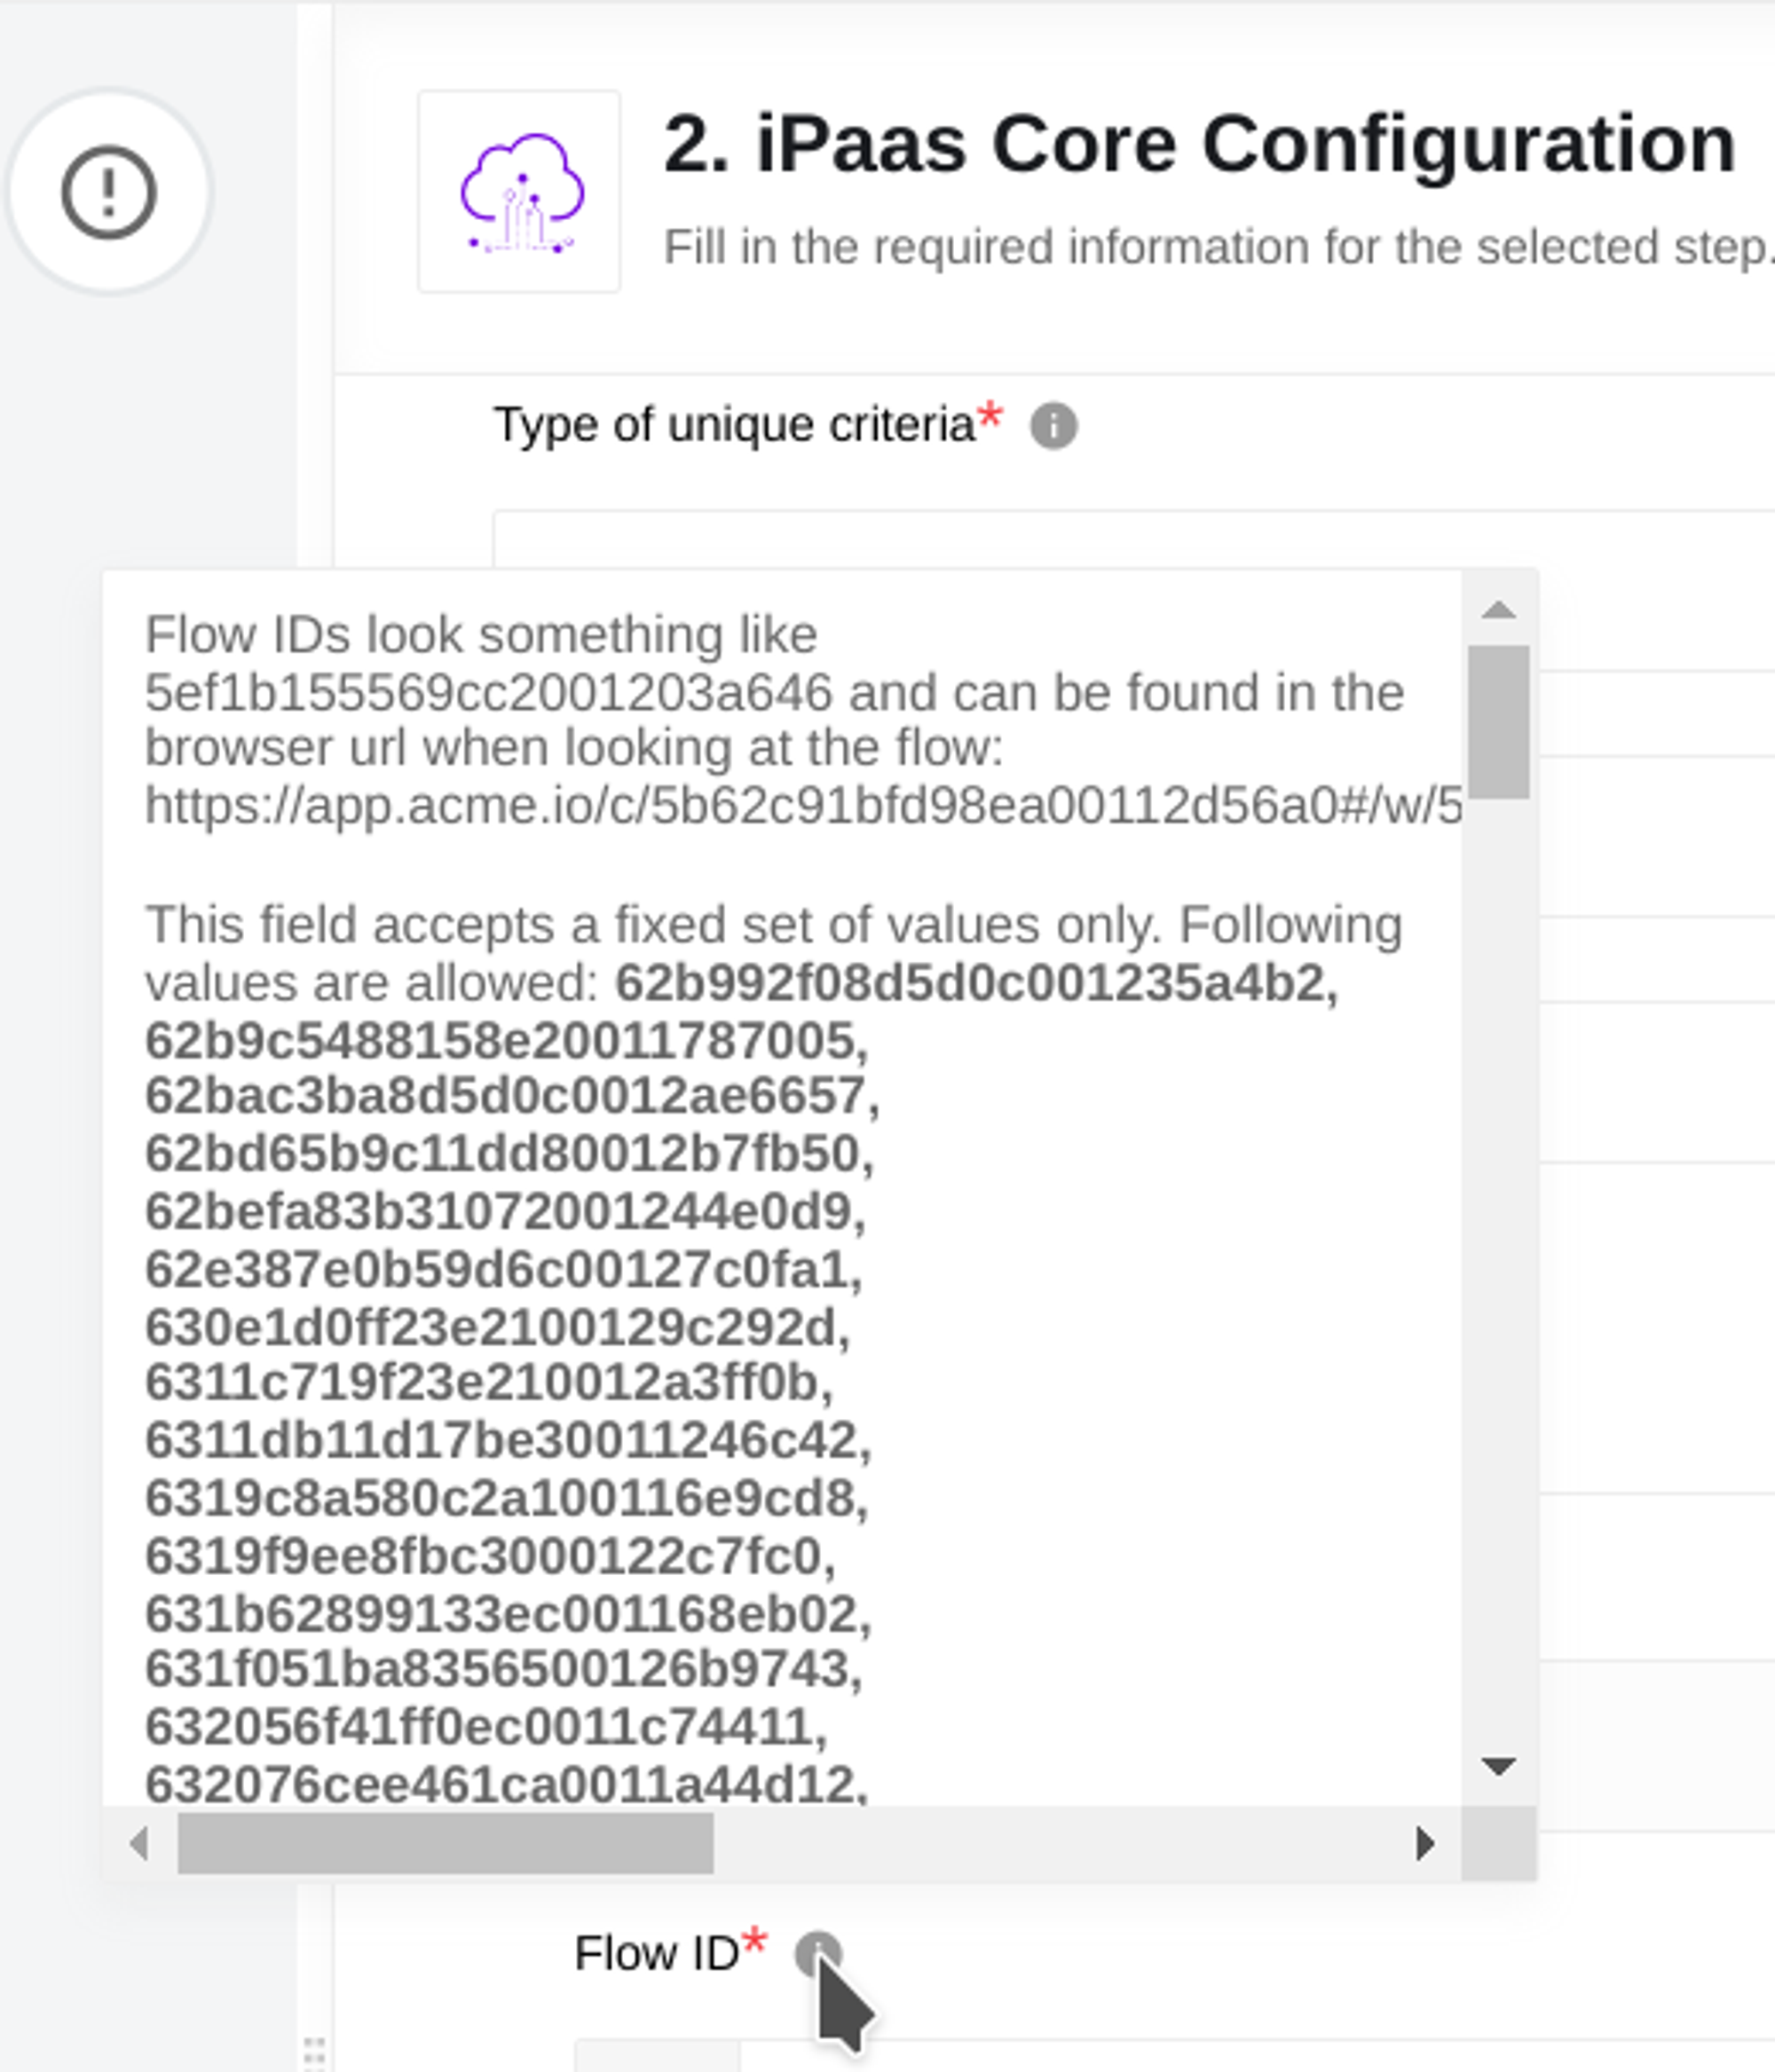 2. iPaas Core Configuration
Fill in the required information for the selected step.
Type of unique criteria*
Flow IDs look something like
5ef1b155569cc2001203a646 and can be found in the
browser url when looking at the flow:
https://app.acme.io/c/5b62c91bfd98ea00112d56a0#/w/5
This field accepts a fixed set of values only. Following
values are allowed: 62b992f08d5d0c001235a4b2,
62b9c5488158e20011787005,
62bac3ba8d5d0c0012ae6657,
62bd65b9c11dd80012b7fb50,
62befa83b31072001244e0d9,
62e387e0b59d6c00127c0fa1,
630e1d0ff23e2100129c292d,
6311c719f23e210012a3ff0b,
6311db11d17be30011246c42,
6319c8a580c2a100116e9cd8,
6319f9ee8fbc3000122c7fc0,
631b62899133ec001168eb02,
631f051ba8356500126b9743,
632056f41ff0ec0011c74411,
632076cee461ca0011a44d12,
Flow ID*